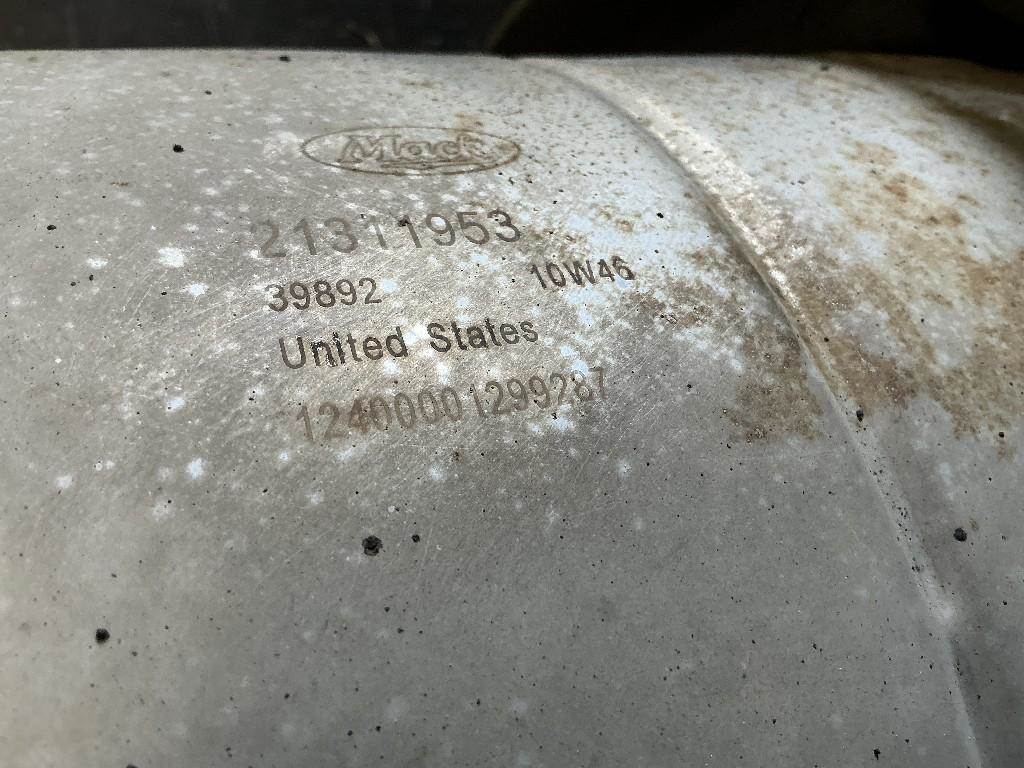 Mack
21311953
39892 10W46
United States
12400001299287